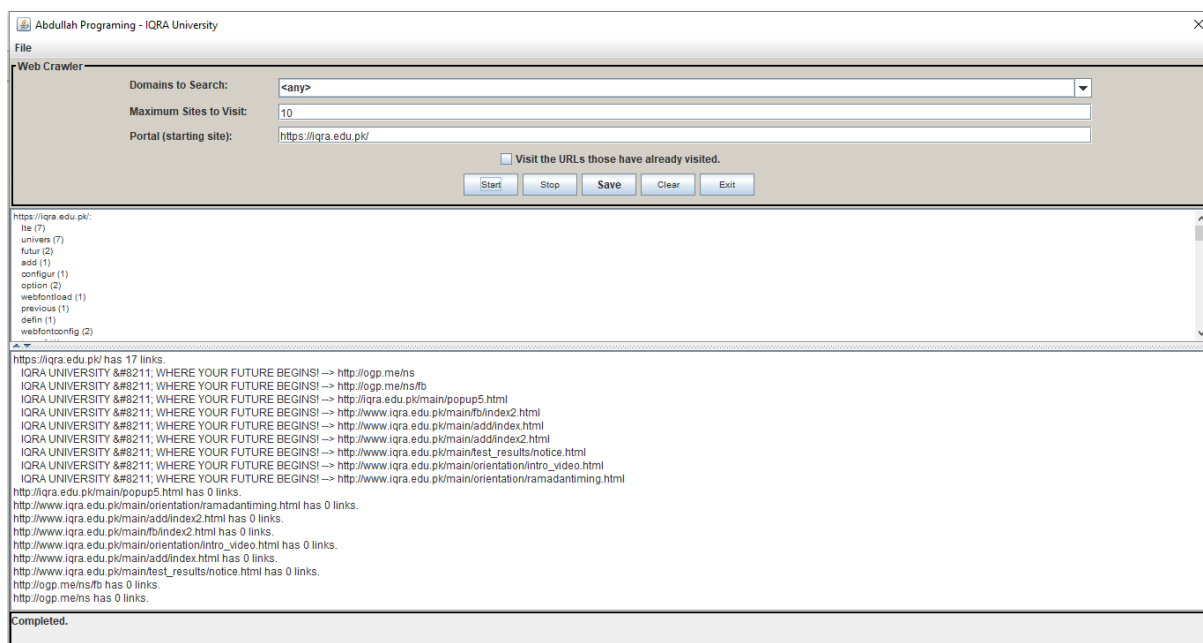 Abdullah Programing - IQRA University
File
Web Crawler
Domains to Search: <any>
Maximum Sites to Visit: 10
Portal (starting site): https://iqra.edu.pk/
Visit the URLs those have already visited.
Start Stop Save Clear Exit
https://iqra.edu.pk/:
lte (7)
univers (7)
futur (2)
add (1)
configur (1)
option (2)
webfontload (1)
previous (1)
defin (1)
webfontconfig (2)
https://iqra.edu.pk/ has 17 links.
IQRA UNIVERSITY &#8211; WHERE YOUR FUTURE BEGINS! --> http://ogp.me/ns
IQRA UNIVERSITY &#8211; WHERE YOUR FUTURE BEGINS! --> http://ogp.me/ns/fb
IQRA UNIVERSITY &#8211; WHERE YOUR FUTURE BEGINS! --> http://iqra.edu.pk/main/popup5.html
IQRA UNIVERSITY &#8211; WHERE YOUR FUTURE BEGINS! --> http://www.iqra.edu.pk/main/fb/index2.html
IQRA UNIVERSITY &#8211; WHERE YOUR FUTURE BEGINS! --> http://www.iqra.edu.pk/main/add/index.html
IQRA UNIVERSITY &#8211; WHERE YOUR FUTURE BEGINS! --> http://www.iqra.edu.pk/main/add/index2.html
IQRA UNIVERSITY &#8211; WHERE YOUR FUTURE BEGINS! --> http://www.iqra.edu.pk/main/test_results/notice.html
IQRA UNIVERSITY &#8211; WHERE YOUR FUTURE BEGINS! --> http://www.iqra.edu.pk/main/orientation/intro_video.html
IQRA UNIVERSITY &#8211; WHERE YOUR FUTURE BEGINS! --> http://www.iqra.edu.pk/main/orientation/ramadantiming.html
http://iqra.edu.pk/main/popup5.html has 0 links.
http://www.iqra.edu.pk/main/orientation/ramadantiming.html has 0 links.
http://www.iqra.edu.pk/main/add/index2.html has 0 links.
http://www.iqra.edu.pk/main/fb/index2.html has 0 links.
http://www.iqra.edu.pk/main/orientation/intro_video.html has 0 links.
http://www.iqra.edu.pk/main/add/index.html has 0 links.
http://www.iqra.edu.pk/main/test_results/notice.html has 0 links.
http://ogp.me/ns/fb has 0 links.
http://ogp.me/ns has 0 links.
Completed.